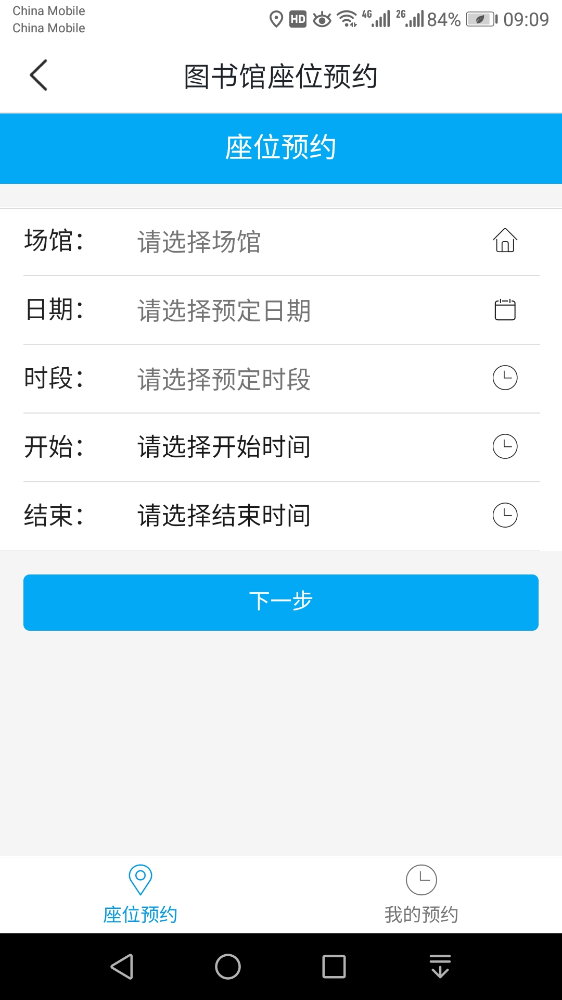 China Mobile
China Mobile
HD 4G 2G 84% 09:09
图书馆座位预约
座位预约
场馆： 请选择场馆
日期： 请选择预定日期
时段： 请选择预定时段
开始： 请选择开始时间
结束： 请选择结束时间
下一步
座位预约 我的预约